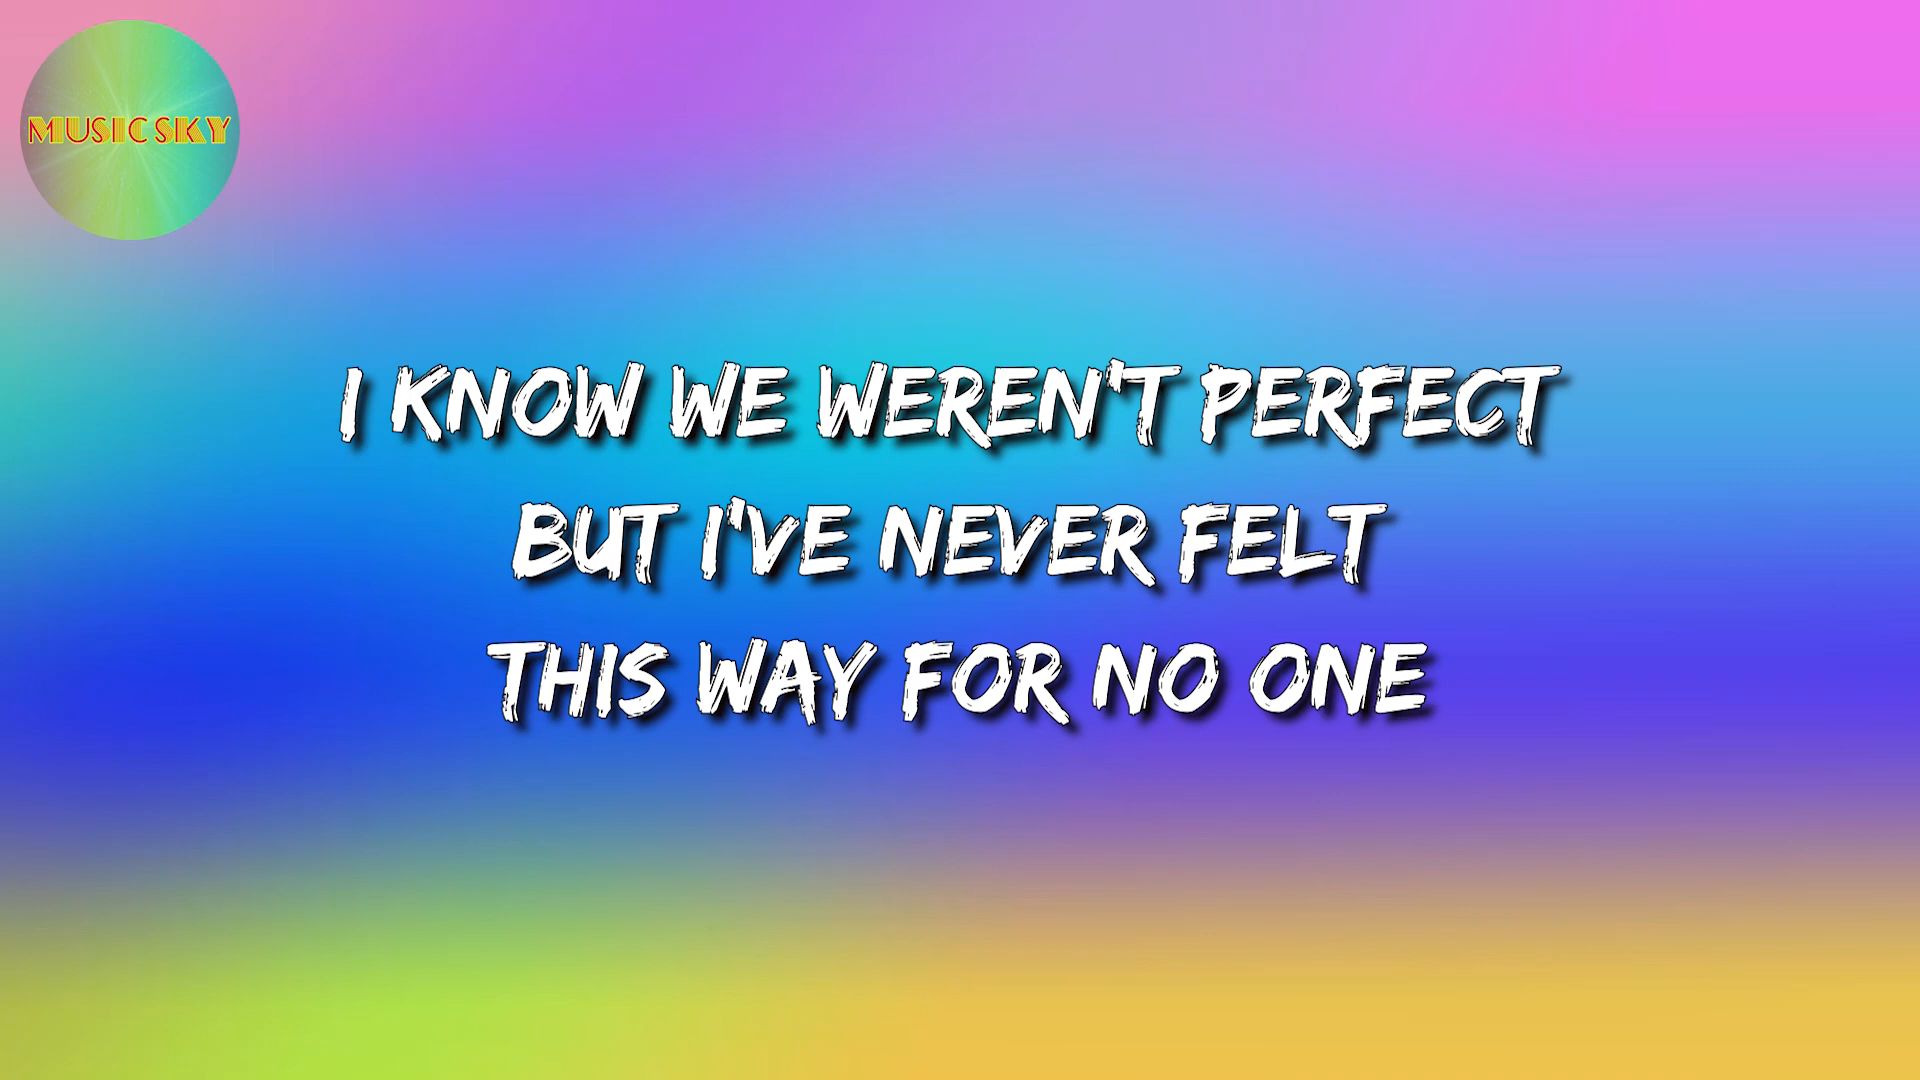 MUSIC SKY
I KNOW WE WEREN'T PERFECT
BUT I'VE NEVER FELT
THIS WAY FOR NO ONE